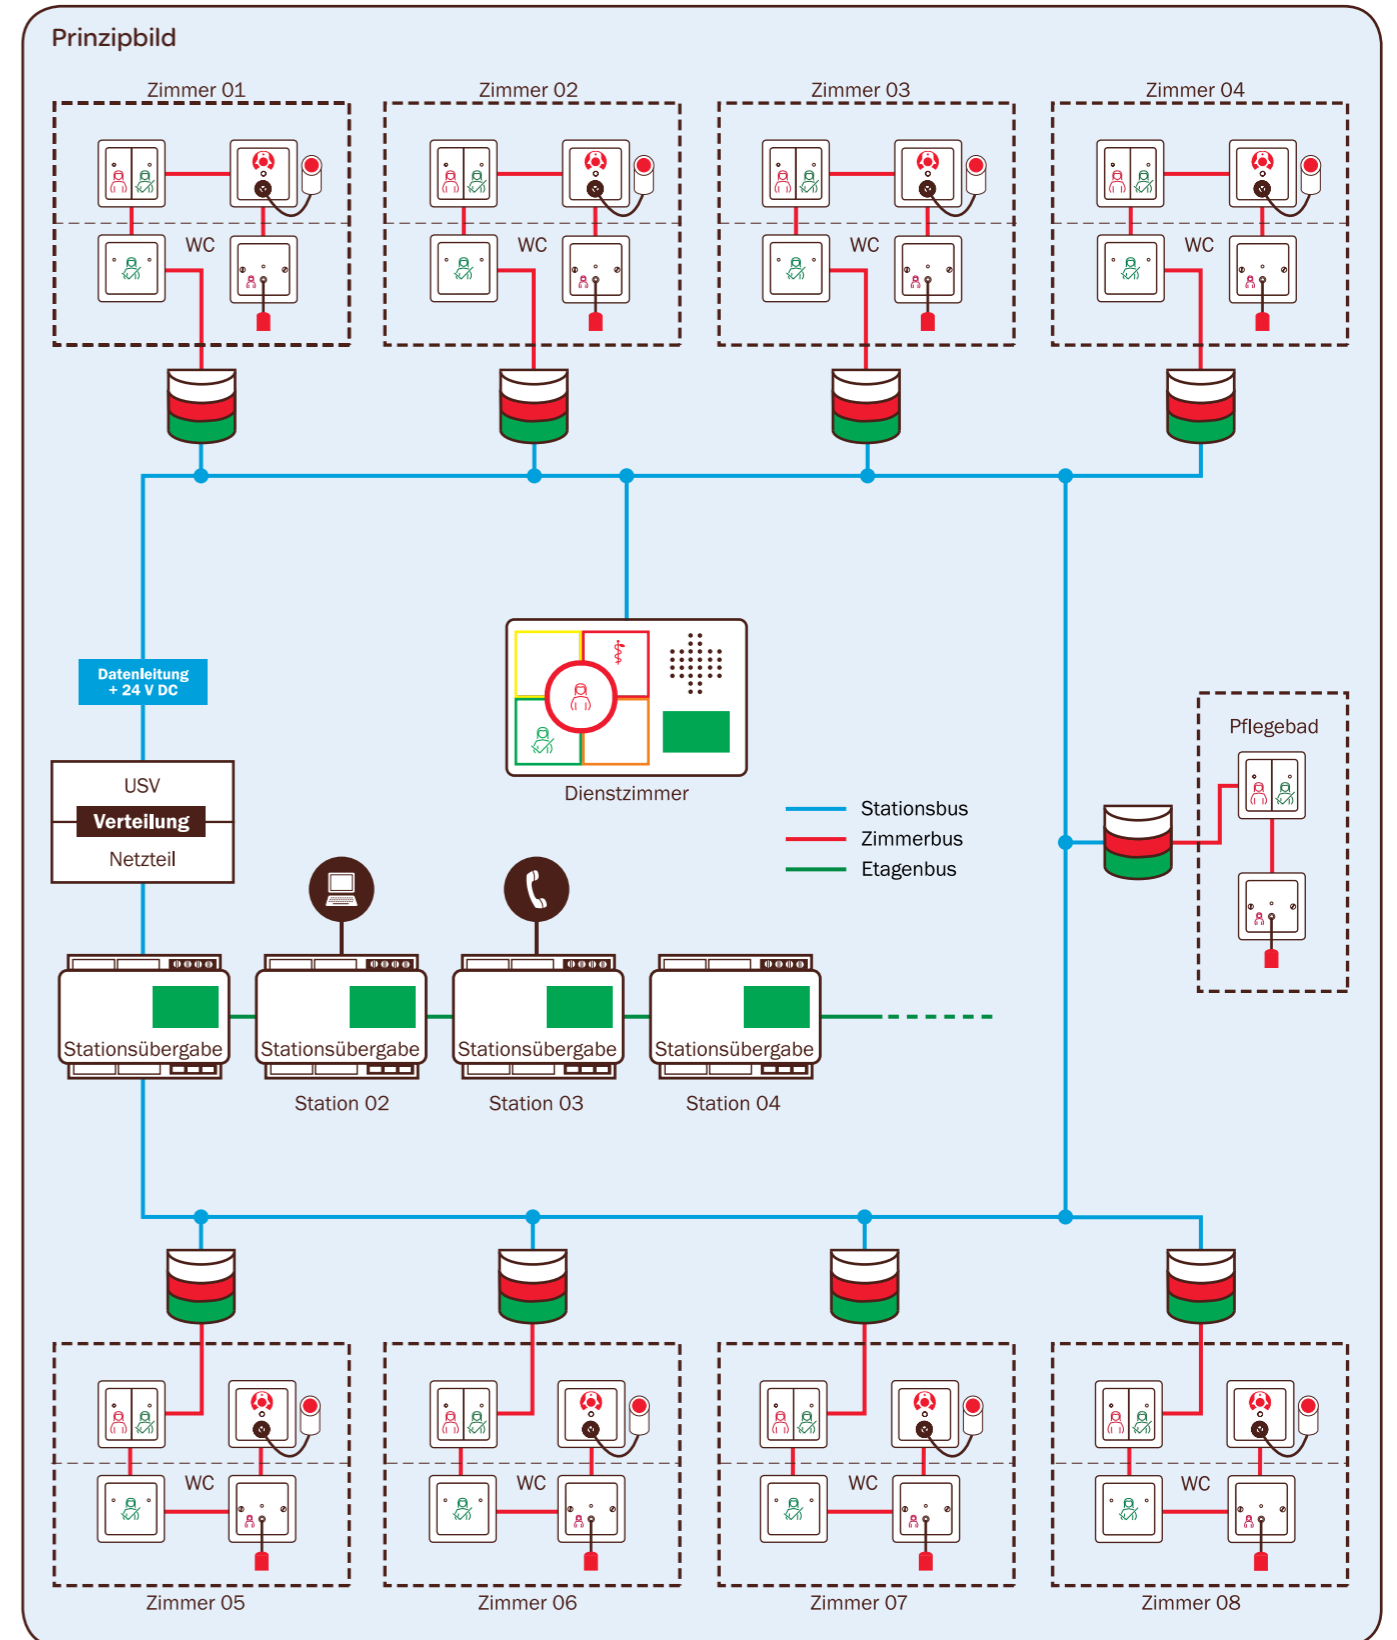 Prinzipbild
Zimmer 01
Zimmer 02
Zimmer 03
Zimmer 04
WC
WC
WC
WC
Datenleitung
+ 24 V DC
USV
Verteilung
Netzteil
Dienstzimmer
Stationsbus
Zimmerbus
Etagenbus
Pflegebad
Stationsübergabe
Stationsübergabe
Stationsübergabe
Stationsübergabe
Station 02
Station 03
Station 04
WC
WC
WC
WC
Zimmer 05
Zimmer 06
Zimmer 07
Zimmer 08